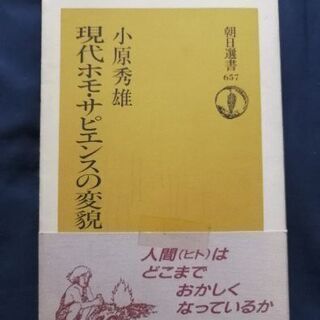 現代ホモ・サピエンスの変貌
小原秀雄
朝日選書
657
人間(ヒト)は
どこまで
おかしく
なっているか